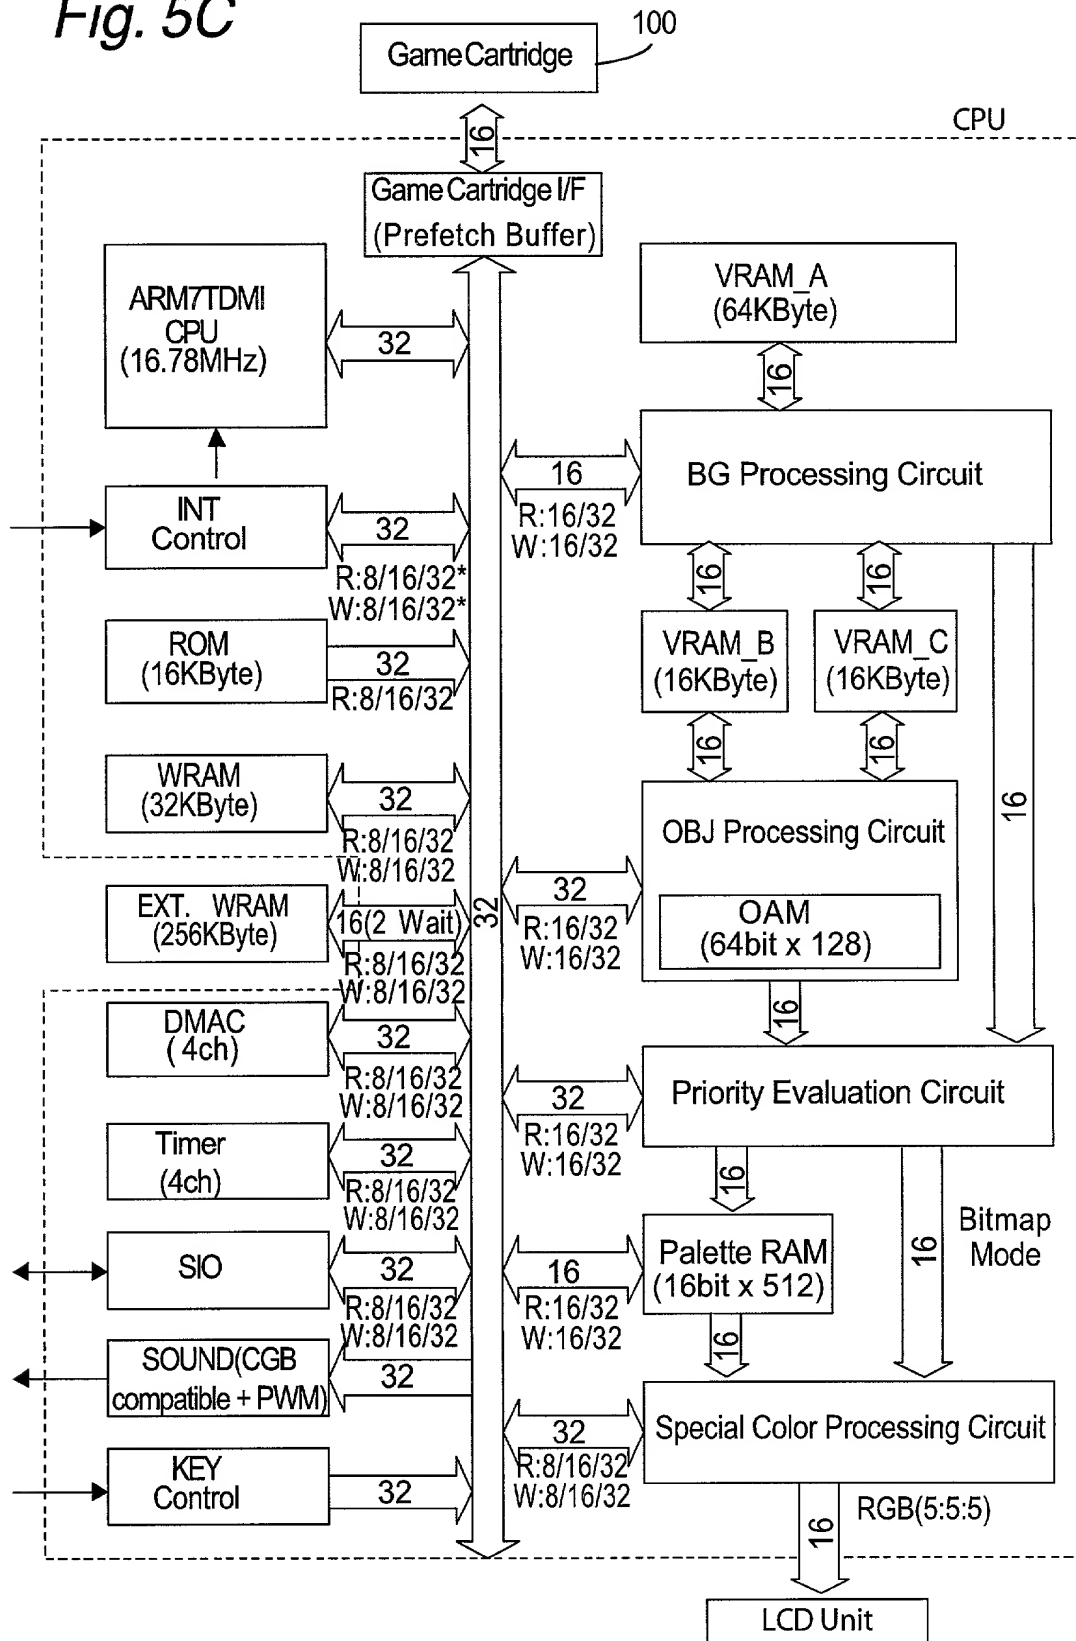 Fig. 5C
Game Cartridge
100
16
CPU
Game Cartridge I/F
(Prefetch Buffer)
ARM7TDMI
CPU
(16.78MHz)
32
VRAM_A
(64KByte)
16
BG Processing Circuit
16
R:16/32
W:16/32
INT
Control
32
R:8/16/32*
W:8/16/32*
16
16
ROM
(16KByte)
32
R:8/16/32
VRAM_B
(16KByte)
VRAM_C
(16KByte)
16
16
16
WRAM
(32KByte)
32
R:8/16/32
W:8/16/32
OBJ Processing Circuit
OAM
(64bit x 128)
32
R:16/32
W:16/32
32
EXT. WRAM
(256KByte)
16(2 Wait)
R:8/16/32
W:8/16/32
16
DMAC
( 4ch)
32
R:8/16/32
W:8/16/32
Priority Evaluation Circuit
32
R:16/32
W:16/32
Timer
(4ch)
32
R:8/16/32
W:8/16/32
16
16
Bitmap
Mode
SIO
32
R:8/16/32
W:8/16/32
Palette RAM
(16bit x 512)
16
R:16/32
W:16/32
16
SOUND(CGB
compatible + PWM)
32
Special Color Processing Circuit
32
R:8/16/32
W:8/16/32
KEY
Control
32
RGB(5:5:5)
16
LCD Unit